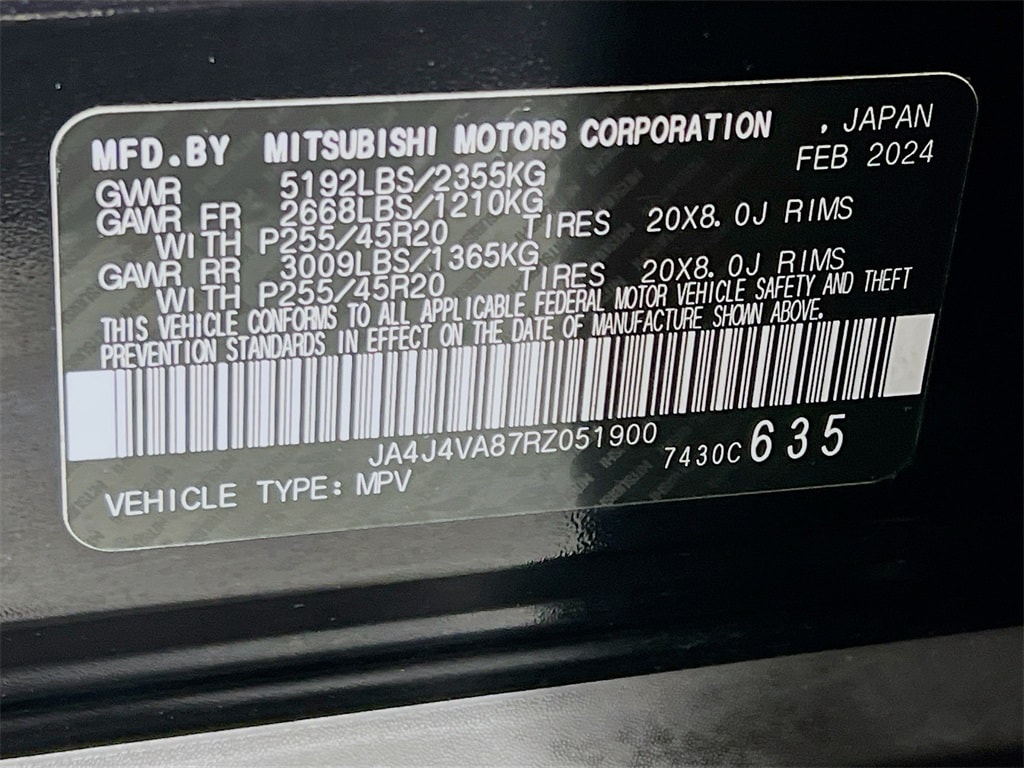 MFD.BY MITSUBISHI MOTORS CORPORATION , JAPAN
FEB 2024
GVWR 5192LBS/2355KG
GAWR FR 2668LBS/1210KG
WITH P255/45R20 TIRES 20X8.0J RIMS
GAWR RR 3009LBS/1365KG
WITH P255/45R20 TIRES 20X8.0J RIMS
THIS VEHICLE CONFORMS TO ALL APPLICABLE FEDERAL MOTOR VEHICLE SAFETY AND THEFT
PREVENTION STANDARDS IN EFFECT ON THE DATE OF MANUFACTURE SHOWN ABOVE.
JA4J4VA87RZ051900
7430C 635
VEHICLE TYPE: MPV